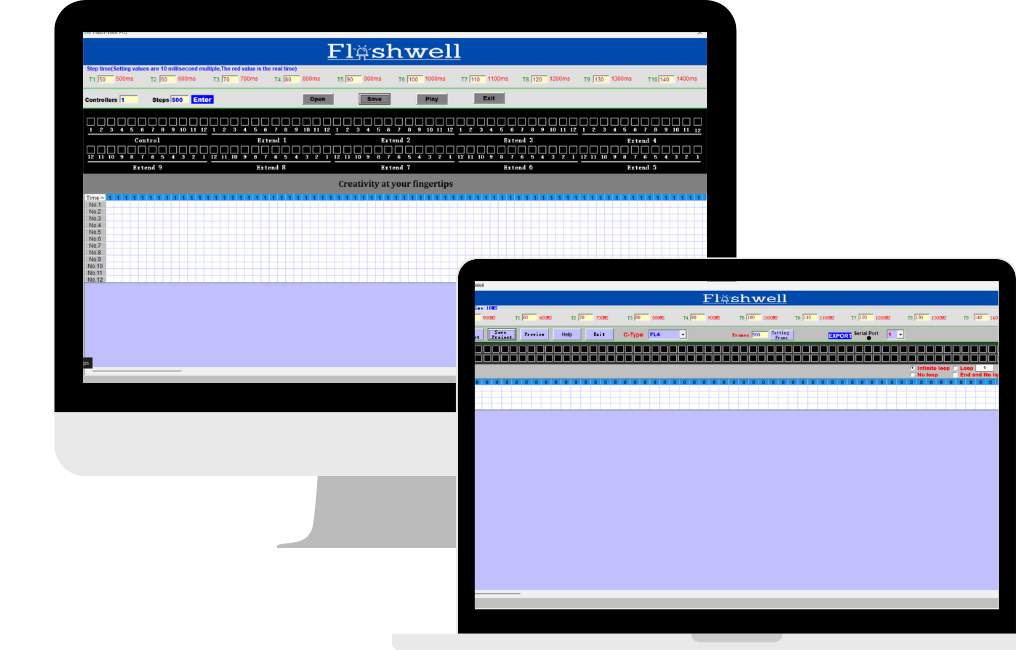 Flashwell
Step time(Setting values are 10 millisecond multiple,The red value is the real time)
T1 50 500ms T2 60 600ms T3 70 700ms T4 80 800ms T5 90 900ms T6 100 1000ms T7 110 1100ms T8 120 1200ms T9 130 1300ms T10 140 1400ms
Controllers 1 Steps 500 Enter Open Save Play Exit
1 2 3 4 5 6 7 8 9 10 11 12 1 2 3 4 5 6 7 8 9 10 11 12 1 2 3 4 5 6 7 8 9 10 11 12 1 2 3 4 5 6 7 8 9 10 11 12 1 2 3 4 5 6 7 8 9 10 11 12
Control Extend 1 Extend 2 Extend 3 Extend 4
12 11 10 9 8 7 6 5 4 3 2 1 12 11 10 9 8 7 6 5 4 3 2 1 12 11 10 9 8 7 6 5 4 3 2 1 12 11 10 9 8 7 6 5 4 3 2 1 12 11 10 9 8 7 6 5 4 3 2 1
Extend 9 Extend 8 Extend 7 Extend 6 Extend 5
Creativity at your fingertips
Time->
No.1
No.2
No.3
No.4
No.5
No.6
No.7
No.8
No.9
No.10
No.11
No.12
Flashwell
T1 60 600MS T2 70 700MS T3 80 800MS T4 90 900MS T5 100 1000MS T6 110 1100MS T7 120 1200MS T8 130 1300MS T9 140
Save Project Preview Help Exit C-Type FL4 Frames 500 Setting Frms EXPORT Serial Port 1
Infinite loop Loop 1
No loop End and No